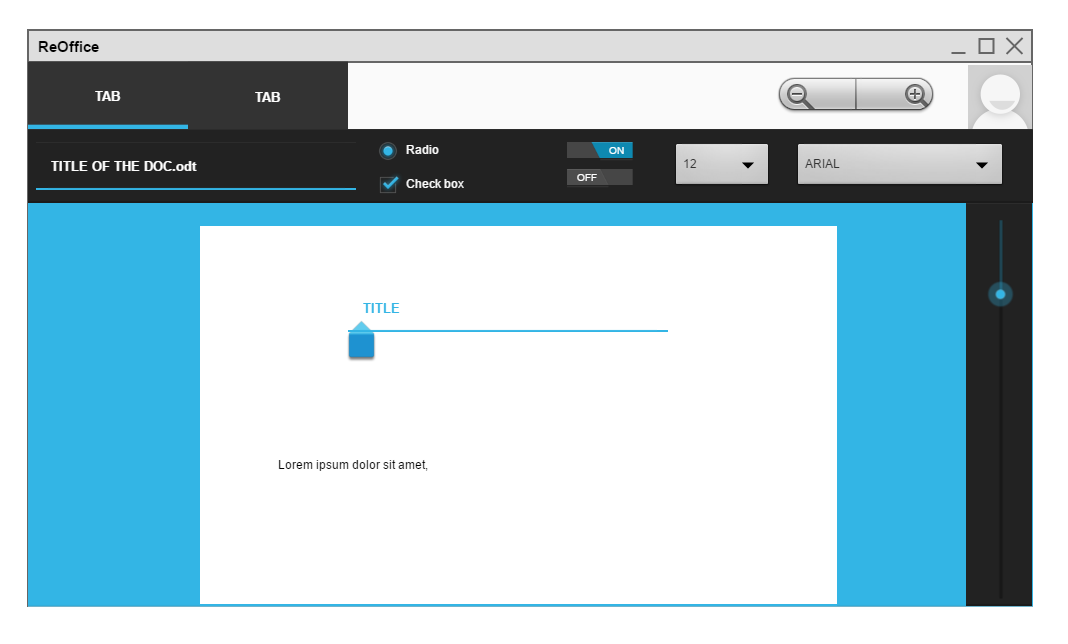 ReOffice
TAB TAB
TITLE OF THE DOC.odt
Radio
Check box
ON
OFF
12
ARIAL
TITLE
Lorem ipsum dolor sit amet,